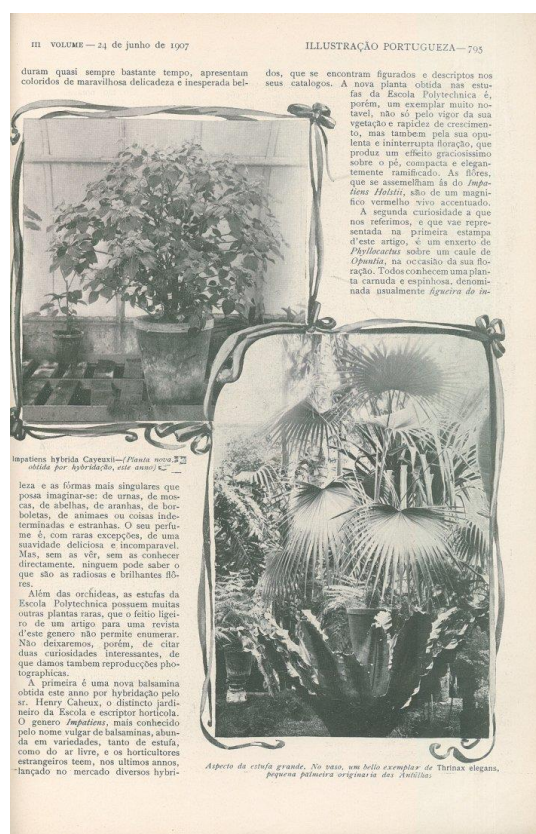 III VOLUME — 24 de junho de 1907
ILLUSTRAÇÃO PORTUGUEZA—795
duram quasi sempre bastante tempo, apresentam
coloridos de maravilhosa delicadeza e inesperada bel-
Impatiens hybrida Cayeuxii—(Planta nova
obtida por hybridação, este anno)
leza e as fórmas mais singulares que
possa imaginar-se: de urnas, de mos-
cas, de abelhas, de aranhas, de bor-
boletas, de animaes ou coisas inde-
terminadas e estranhas. O seu perfu-
me é, com raras excepções, de uma
suavidade deliciosa e incomparavel.
Mas, sem as vêr, sem as conhecer
directamente, ninguem pode saber o
que são as radiosas e brilhantes flô-
res.
Além das orchideas, as estufas da
Escola Polytechnica possuem muitas
outras plantas raras, que o feitio ligei-
ro de um artigo para uma revista
d'este genero não permite enumerar.
Não deixaremos, porém, de citar
duas curiosidades interessantes, de
que damos tambem reproducções pho-
tographicas.
A primeira é uma nova balsamina
obtida este anno por hybridação pelo
sr. Henry Caheux, o distincto jardi-
neiro da Escola e escriptor horticola.
O genero Impatiens, mais conhecido
pelo nome vulgar de balsaminas, abun-
da em variedades, tanto de estufa,
como do ar livre, e os horticultores
estrangeiros teem, nos ultimos annos,
lançado no mercado diversos hybri-
dos, que se encontram figurados e descriptos nos
seus catalogos. A nova planta obtida nas estu-
fas da Escola Polytechnica é,
porém, um exemplar muito no-
tavel, não só pelo vigor da sua
vgetação e rapidez de crescimen-
to, mas tambem pela sua opu-
lenta e ininterrupta floração, que
produz um effeito graciosissimo
sobre o pé, compacta e elegan-
temente ramificado. As flôres,
que se assemelham ás do Impa-
tiens Holstii, são de um magni-
fico vermelho vivo accentuado.
A segunda curiosidade a que
nos referimos, e que vae repre-
sentada na primeira estampa
d'este artigo, é um enxerto de
Phyllocactus sobre um caule de
Opuntia, na occasião da sua flo-
ração. Todos conhecem uma plan-
ta carnuda e espinhosa, denomi-
nada usualmente figueira do in-
Aspecto da estufa grande. No vaso, um bello exemplar de Thrinax elegans,
pequena palmeira originaria das Antilhas